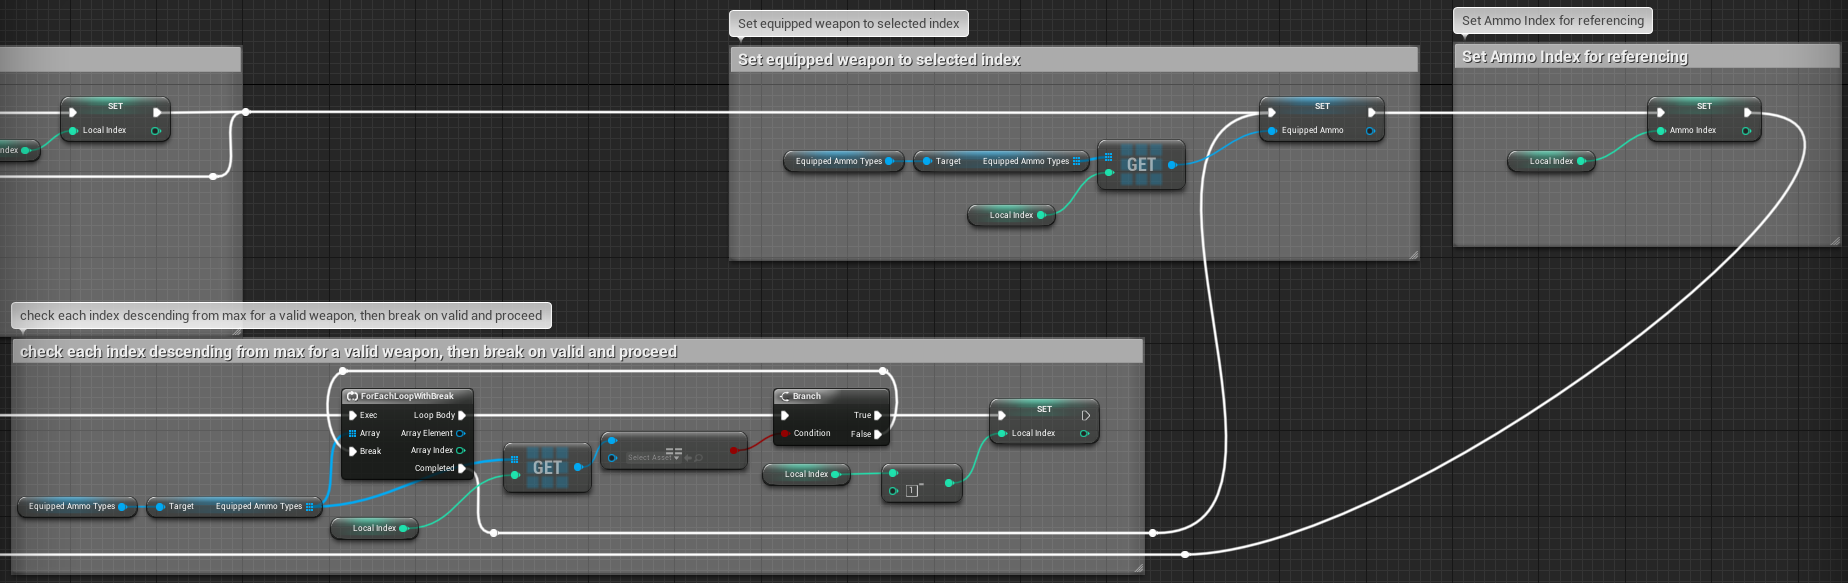 Set equipped weapon to selected index
Set Ammo Index for referencing
Set equipped weapon to selected index
Set Ammo Index for referencing
SET
Local Index
ndex
SET
Equipped Ammo
Equipped Ammo Types
Target Equipped Ammo Types
GET
Local Index
SET
Ammo Index
Local Index
check each index descending from max for a valid weapon, then break on valid and proceed
check each index descending from max for a valid weapon, then break on valid and proceed
ForEachLoopWithBreak
Exec Loop Body
Array Array Element
Array Index
Break
Completed
Branch
True
Condition False
SET
Local Index
GET
==
Select Asset
Local Index
1
-
Equipped Ammo Types
Target Equipped Ammo Types
Local Index